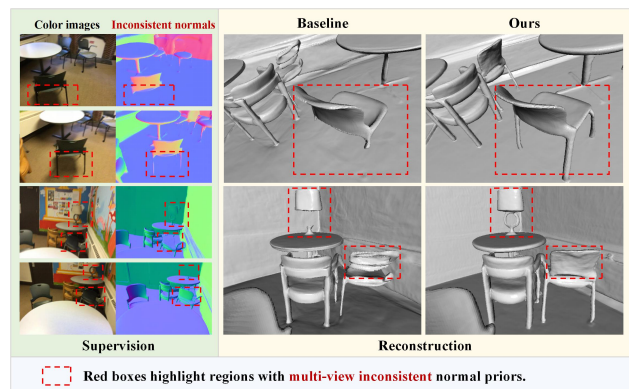 Color images Inconsistent normals Baseline Ours
Supervision Reconstruction
Red boxes highlight regions with multi-view inconsistent normal priors.